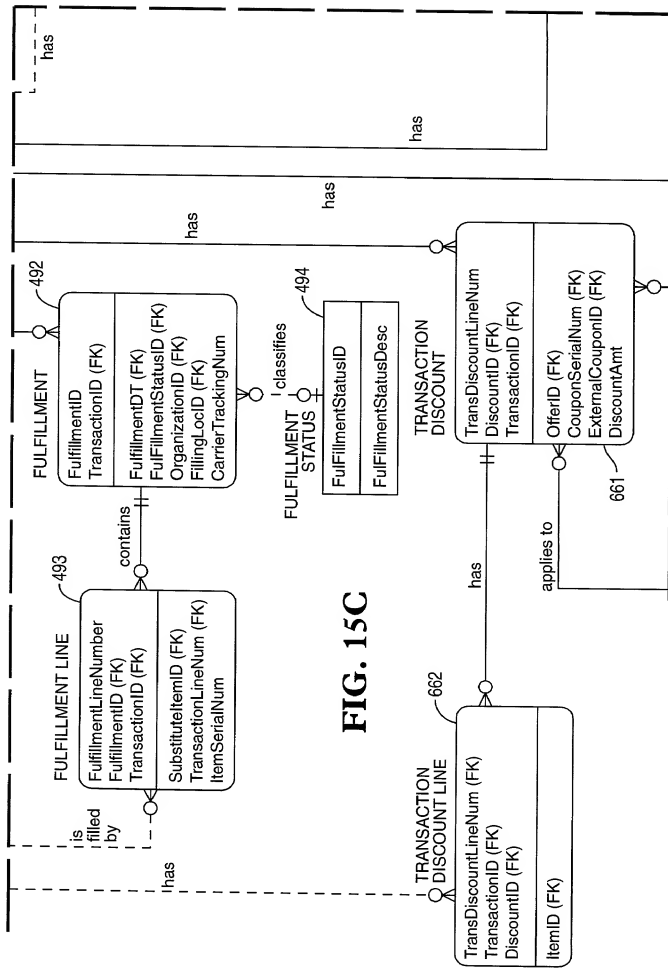 has
is
filled
by
FULFILLMENT LINE
493
FulfillmentLineNumber
FulfillmentID (FK)
TransactionID (FK)
SubstituteItemID (FK)
TransactionLineNum (FK)
ItemSerialNum
contains
FULFILLMENT
492
FulfillmentID
TransactionID (FK)
FulfillmentDT (FK)
FulFillmentStatusID (FK)
OrganizationID (FK)
FillingLocID (FK)
CarrierTrackingNum
has
classifies
FULFILLMENT
STATUS
494
FulFillmentStatusID
FulFillmentStatusDesc
has
has
has
FIG. 15C
TRANSACTION
DISCOUNT LINE
662
TransDiscountLineNum (FK)
TransactionID (FK)
DiscountID (FK)
ItemID (FK)
has
applies to
TRANSACTION
DISCOUNT
TransDiscountLineNum
DiscountID (FK)
TransactionID (FK)
OfferID (FK)
CouponSerialNum (FK)
ExternalCouponID (FK)
DiscountAmt
661